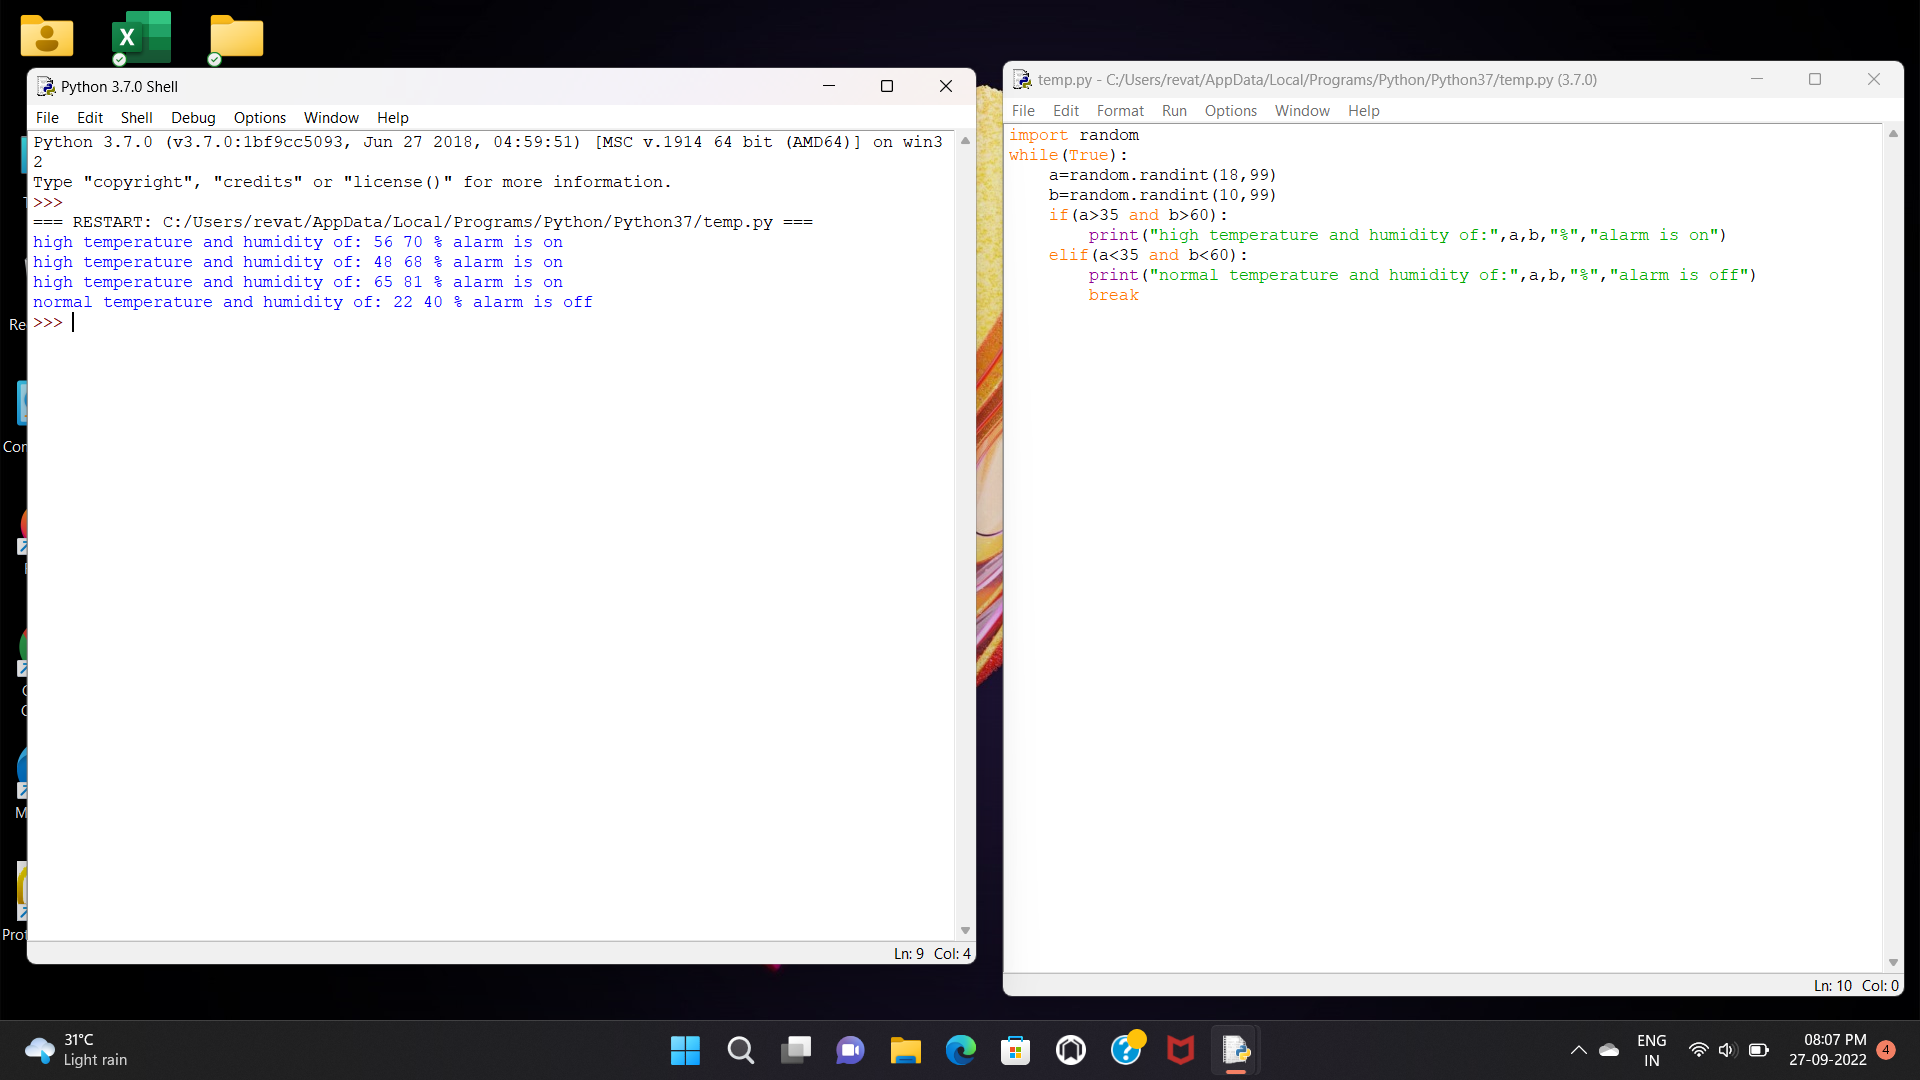 Python 3.7.0 Shell
File Edit Shell Debug Options Window Help
Python 3.7.0 (v3.7.0:1bf9cc5093, Jun 27 2018, 04:59:51) [MSC v.1914 64 bit (AMD64)] on win3
2
Type "copyright", "credits" or "license()" for more information.
>>>
=== RESTART: C:/Users/revat/AppData/Local/Programs/Python/Python37/temp.py ===
high temperature and humidity of: 56 70 % alarm is on
high temperature and humidity of: 48 68 % alarm is on
high temperature and humidity of: 65 81 % alarm is on
normal temperature and humidity of: 22 40 % alarm is off
>>>
Ln: 9 Col: 4
temp.py - C:/Users/revat/AppData/Local/Programs/Python/Python37/temp.py (3.7.0)
File Edit Format Run Options Window Help
import random
while(True):
    a=random.randint(18,99)
    b=random.randint(10,99)
    if(a>35 and b>60):
        print("high temperature and humidity of:",a,b,"%","alarm is on")
    elif(a<35 and b<60):
        print("normal temperature and humidity of:",a,b,"%","alarm is off")
        break
Ln: 10 Col: 0
Re
Con
M
Prot
31°C
Light rain
ENG
IN
08:07 PM
27-09-2022
4